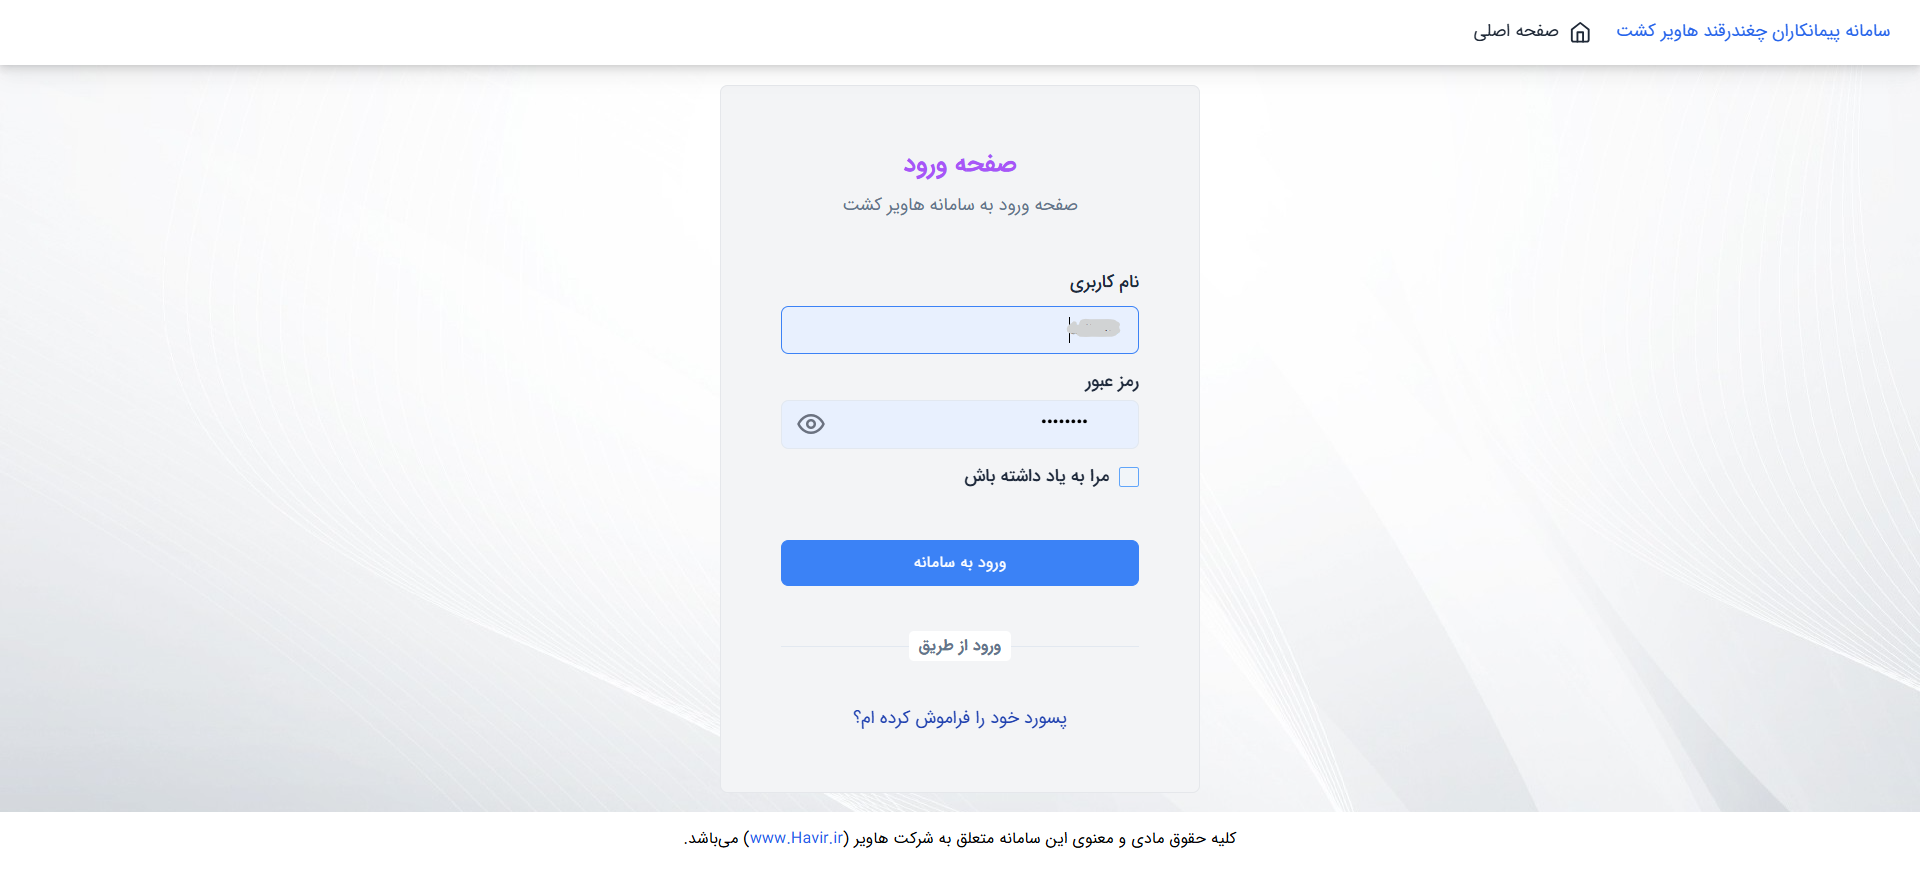 سامانه پیمانکاران چغندرقند هاویر کشت
صفحه اصلی
صفحه ورود
صفحه ورود به سامانه هاویر کشت
نام کاربری
رمز عبور
••••••••
مرا به یاد داشته باش
ورود به سامانه
ورود از طریق
پسورد خود را فراموش کرده ام؟
کلیه حقوق مادی و معنوی این سامانه متعلق به شرکت هاویر (www.Havir.ir) می‌باشد.